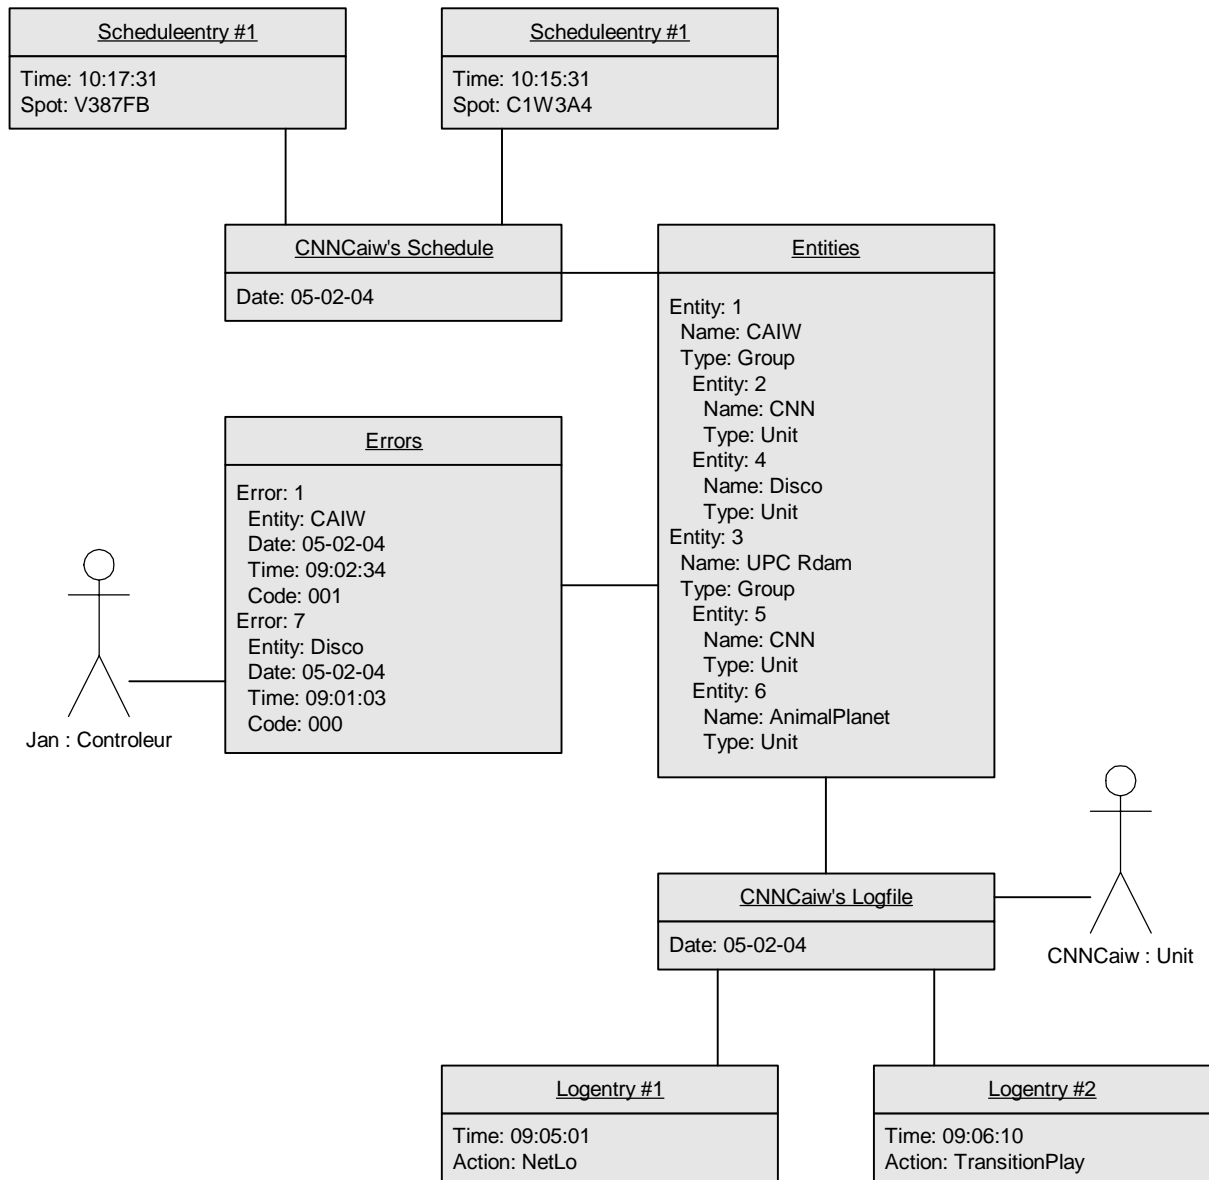 Scheduleentry #1
Time: 10:17:31
Spot: V387FB
Scheduleentry #1
Time: 10:15:31
Spot: C1W3A4
CNNCaiw's Schedule
Date: 05-02-04
Entities
Entity: 1
Name: CAIW
Type: Group
Entity: 2
Name: CNN
Type: Unit
Entity: 4
Name: Disco
Type: Unit
Entity: 3
Name: UPC Rdam
Type: Group
Entity: 5
Name: CNN
Type: Unit
Entity: 6
Name: AnimalPlanet
Type: Unit
Errors
Error: 1
Entity: CAIW
Date: 05-02-04
Time: 09:02:34
Code: 001
Error: 7
Entity: Disco
Date: 05-02-04
Time: 09:01:03
Code: 000
Jan : Controleur
CNNCaiw's Logfile
Date: 05-02-04
CNNCaiw : Unit
Logentry #1
Time: 09:05:01
Action: NetLo
Logentry #2
Time: 09:06:10
Action: TransitionPlay